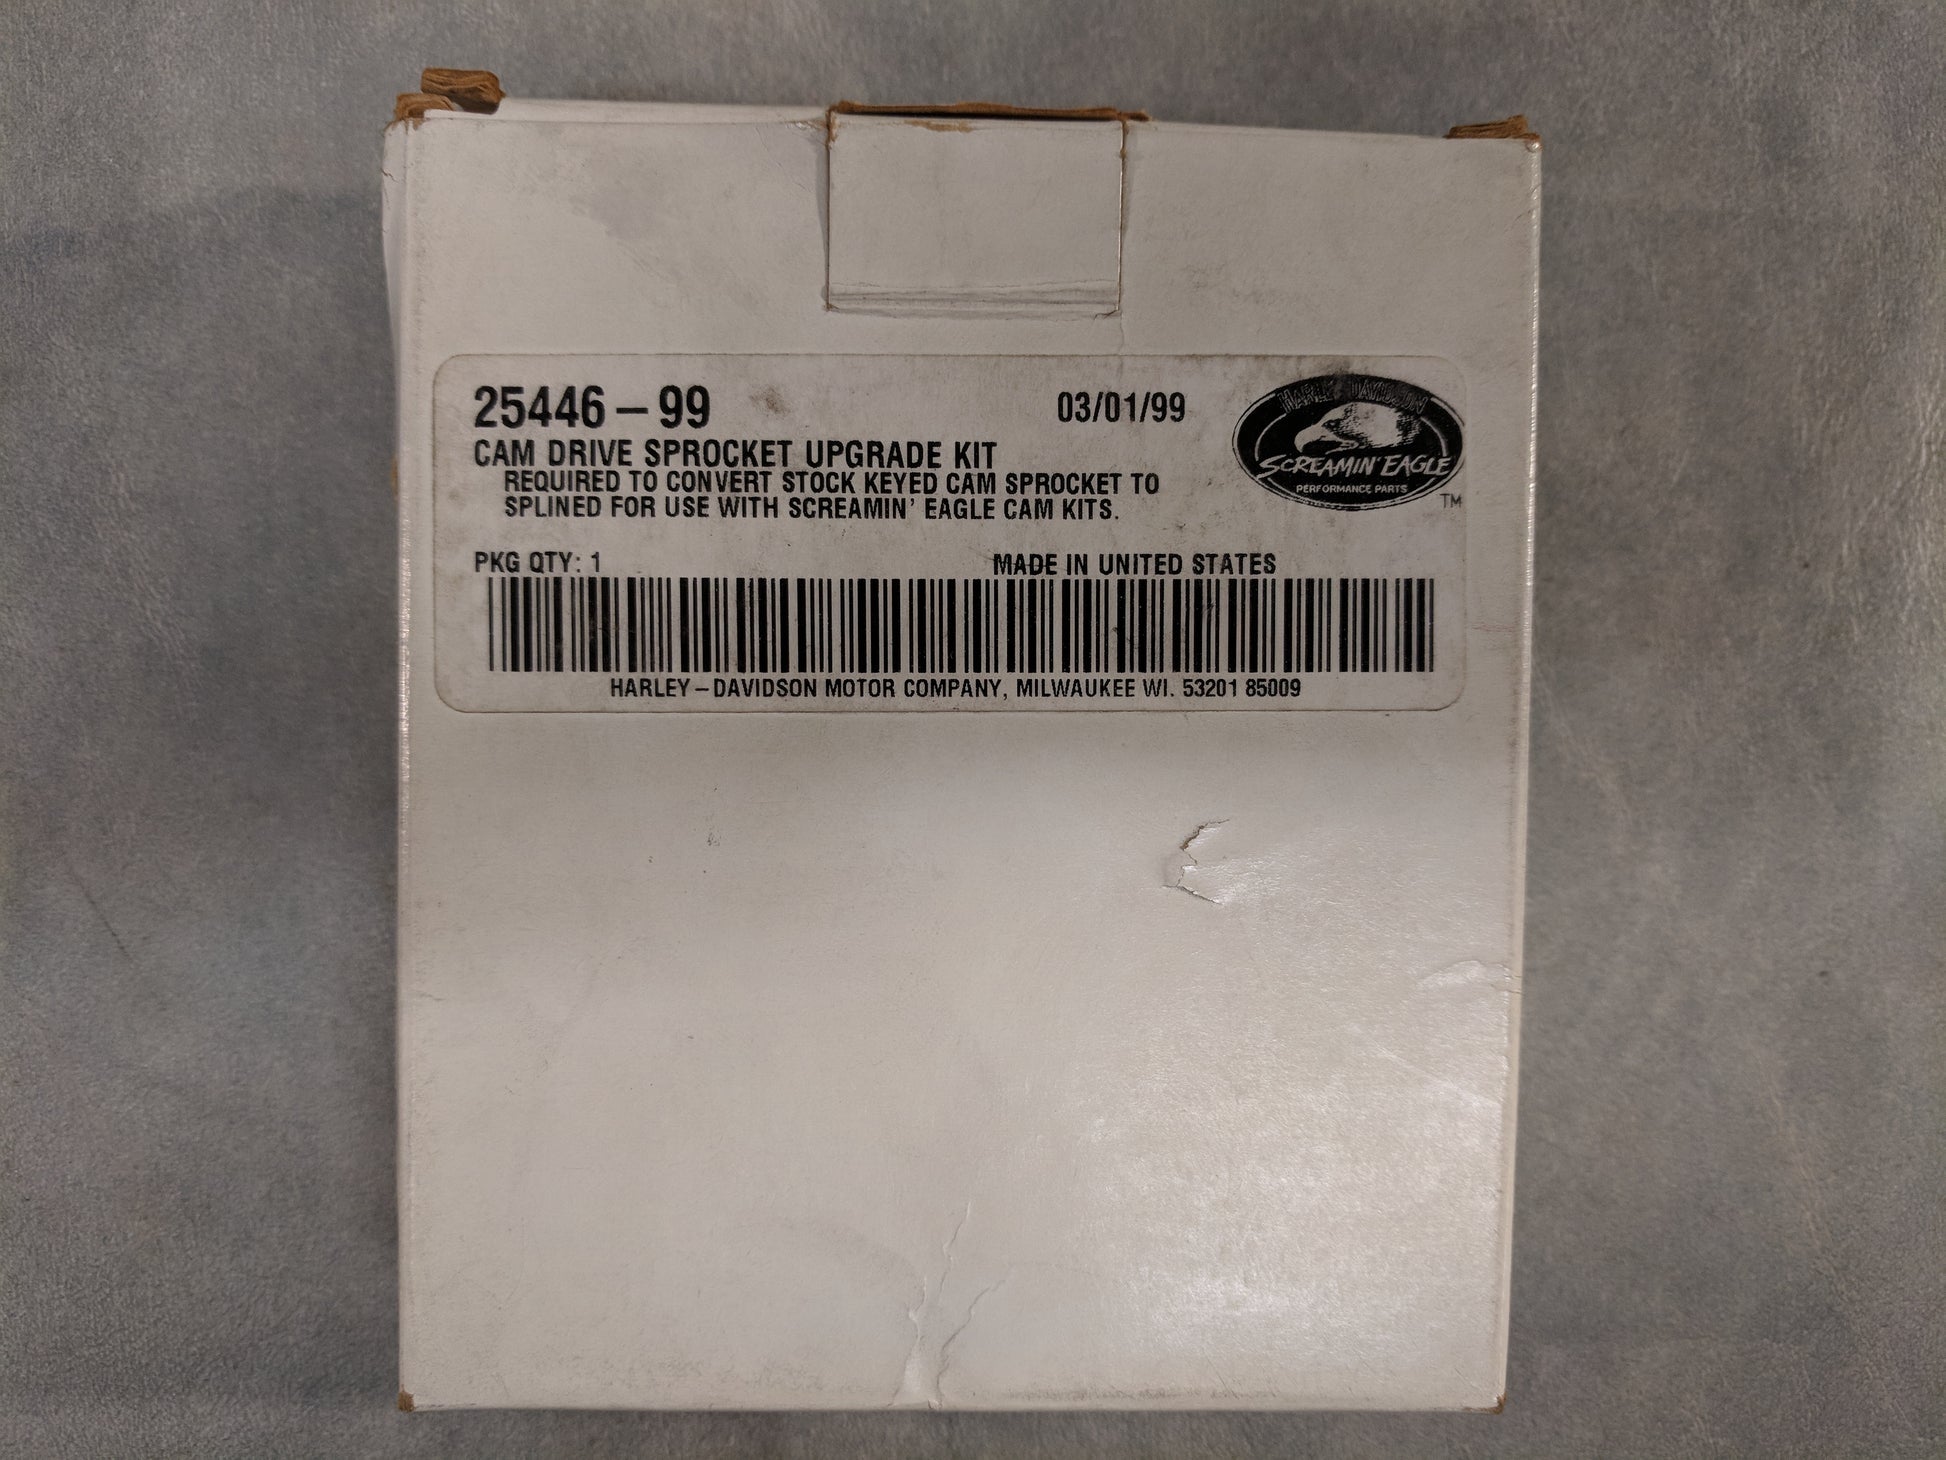 25446-99
03/01/99
HARLEY-DAVIDSON
SCREAMIN' EAGLE
PERFORMANCE PARTS
TM
CAM DRIVE SPROCKET UPGRADE KIT
REQUIRED TO CONVERT STOCK KEYED CAM SPROCKET TO
SPLINED FOR USE WITH SCREAMIN' EAGLE CAM KITS.
PKG QTY: 1
MADE IN UNITED STATES
HARLEY-DAVIDSON MOTOR COMPANY, MILWAUKEE WI. 53201 85009